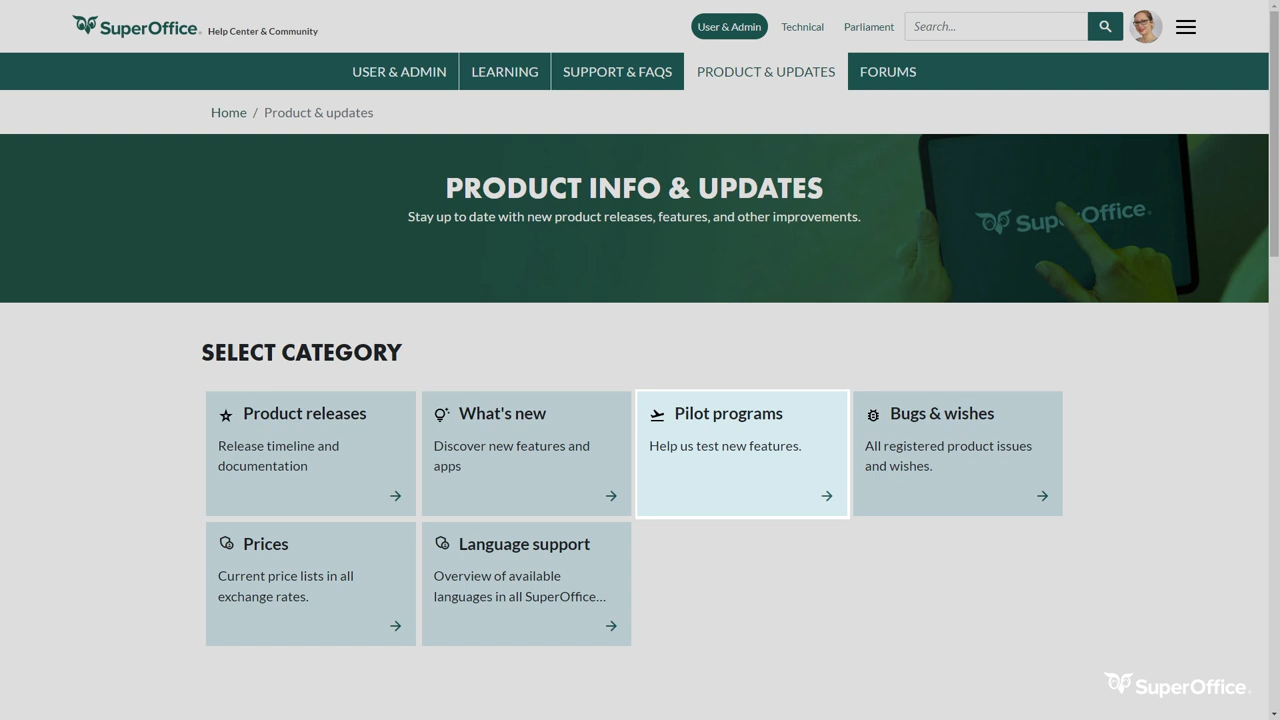 SuperOffice Help Center & Community
User & Admin Technical Parliament Search...
USER & ADMIN LEARNING SUPPORT & FAQS PRODUCT & UPDATES FORUMS
Home / Product & updates
PRODUCT INFO & UPDATES
Stay up to date with new product releases, features, and other improvements.
SuperOffice
SELECT CATEGORY
Product releases
Release timeline and
documentation
What's new
Discover new features and
apps
Pilot programs
Help us test new features.
Bugs & wishes
All registered product issues
and wishes.
Prices
Current price lists in all
exchange rates.
Language support
Overview of available
languages in all SuperOffice...
SuperOffice